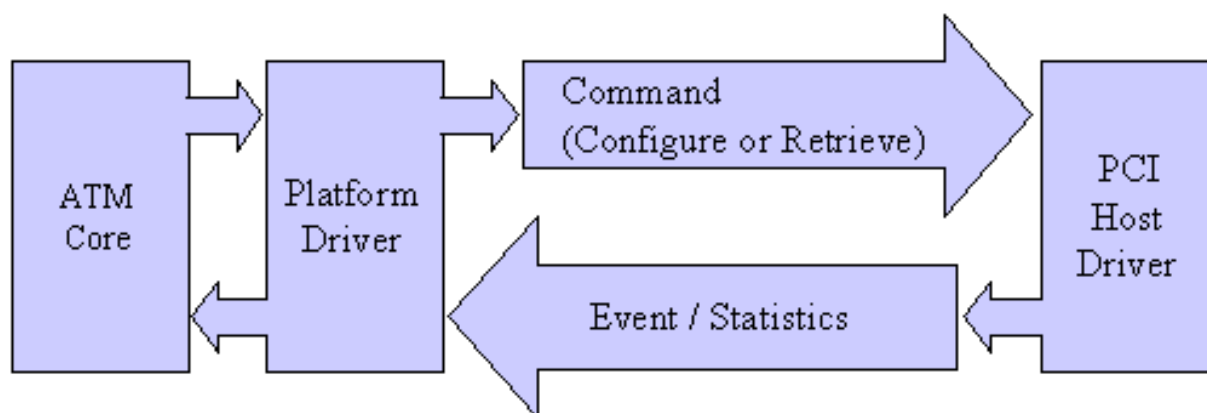 ATM
Core
Platform
Driver
Command
(Configure or Retrieve)
Event / Statistics
PCI
Host
Driver